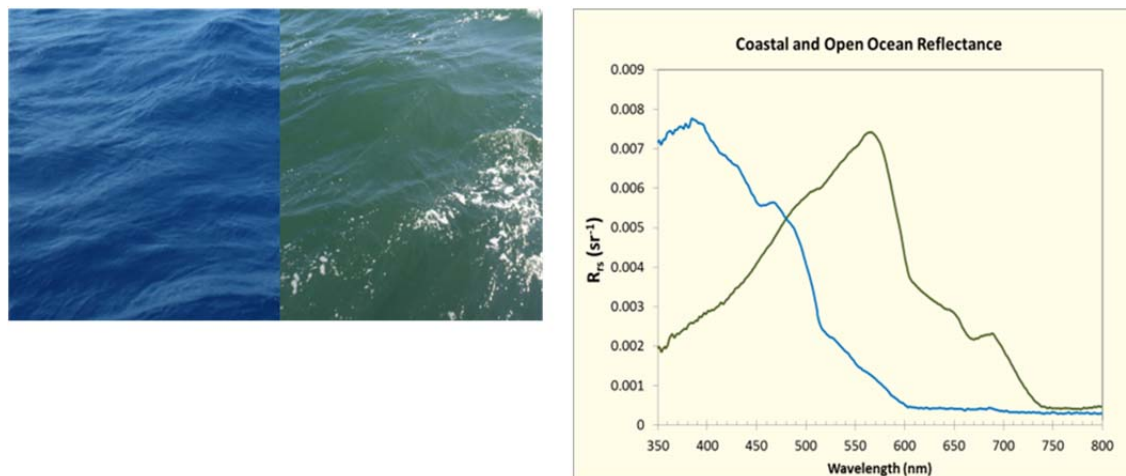 Coastal and Open Ocean Reflectance
0.009
0.008
0.007
0.006
0.005
0.004
0.003
0.002
0.001
0
R_rs (sr⁻¹)
350 400 450 500 550 600 650 700 750 800
Wavelength (nm)